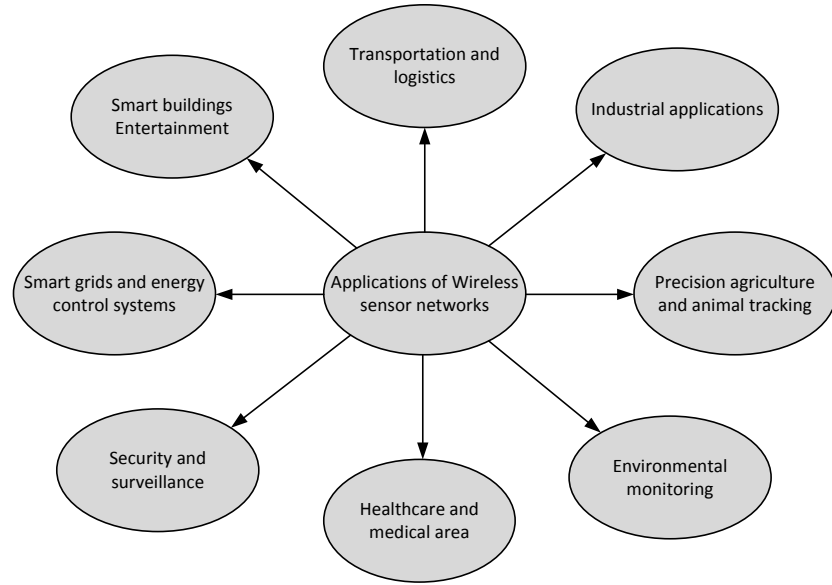 Transportation and
logistics
Smart buildings
Entertainment
Industrial applications
Smart grids and energy
control systems
Applications of Wireless
sensor networks
Precision agriculture
and animal tracking
Security and
surveillance
Healthcare and
medical area
Environmental
monitoring